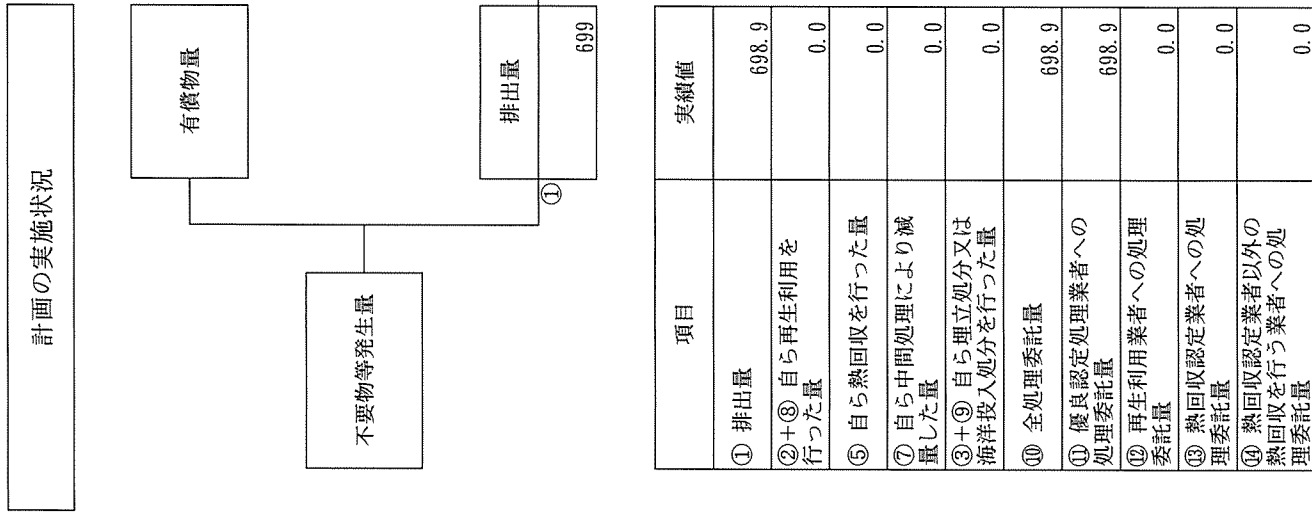 計画の実施状況
有償物量
不要物等発生量
排出量
①
699
項目 実績値
① 排出量 698.9
②+⑧ 自ら再生利用を
行った量 0.0
⑤ 自ら熱回収を行った量 0.0
⑦ 自ら中間処理により減
量した量 0.0
③+⑨ 自ら埋立処分又は
海洋投入処分を行った量 0.0
⑩ 全処理委託量 698.9
⑪ 優良認定処理業者への
処理委託量 698.9
⑫ 再生利用業者への処理
委託量 0.0
⑬ 熱回収認定業者への処
理委託量 0.0
⑭ 熱回収認定業者以外の
熱回収を行う業者への処
理委託量 0.0